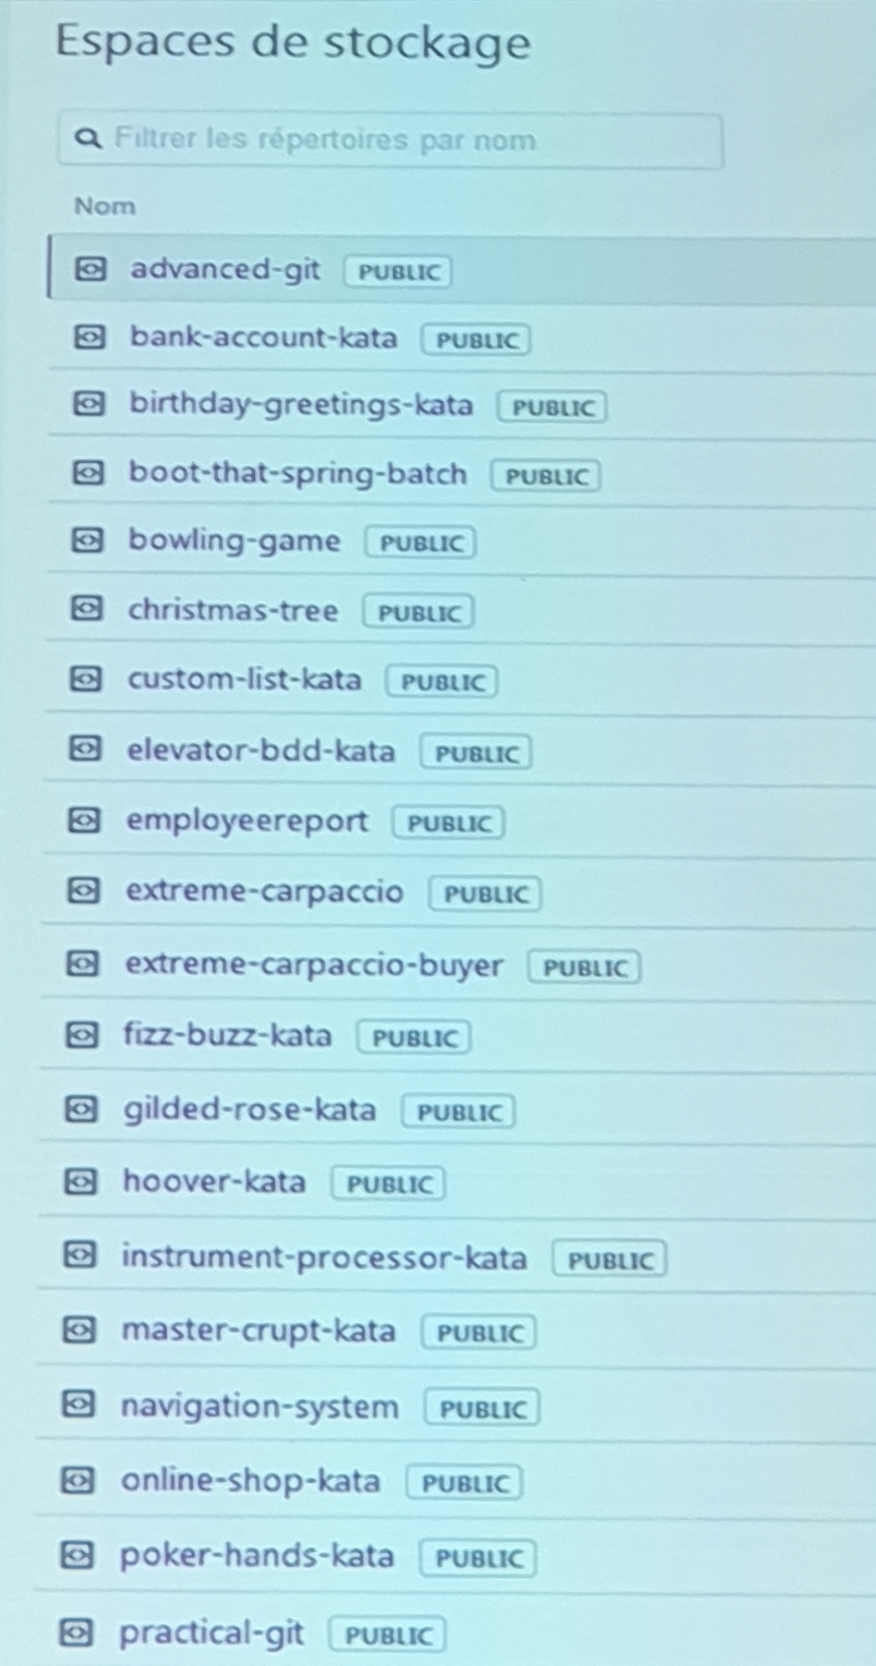 Espaces de stockage
Filtrer les répertoires par nom
Nom
advanced-git PUBLIC
bank-account-kata PUBLIC
birthday-greetings-kata PUBLIC
boot-that-spring-batch PUBLIC
bowling-game PUBLIC
christmas-tree PUBLIC
custom-list-kata PUBLIC
elevator-bdd-kata PUBLIC
employeereport PUBLIC
extreme-carpaccio PUBLIC
extreme-carpaccio-buyer PUBLIC
fizz-buzz-kata PUBLIC
gilded-rose-kata PUBLIC
hoover-kata PUBLIC
instrument-processor-kata PUBLIC
master-crupt-kata PUBLIC
navigation-system PUBLIC
online-shop-kata PUBLIC
poker-hands-kata PUBLIC
practical-git PUBLIC